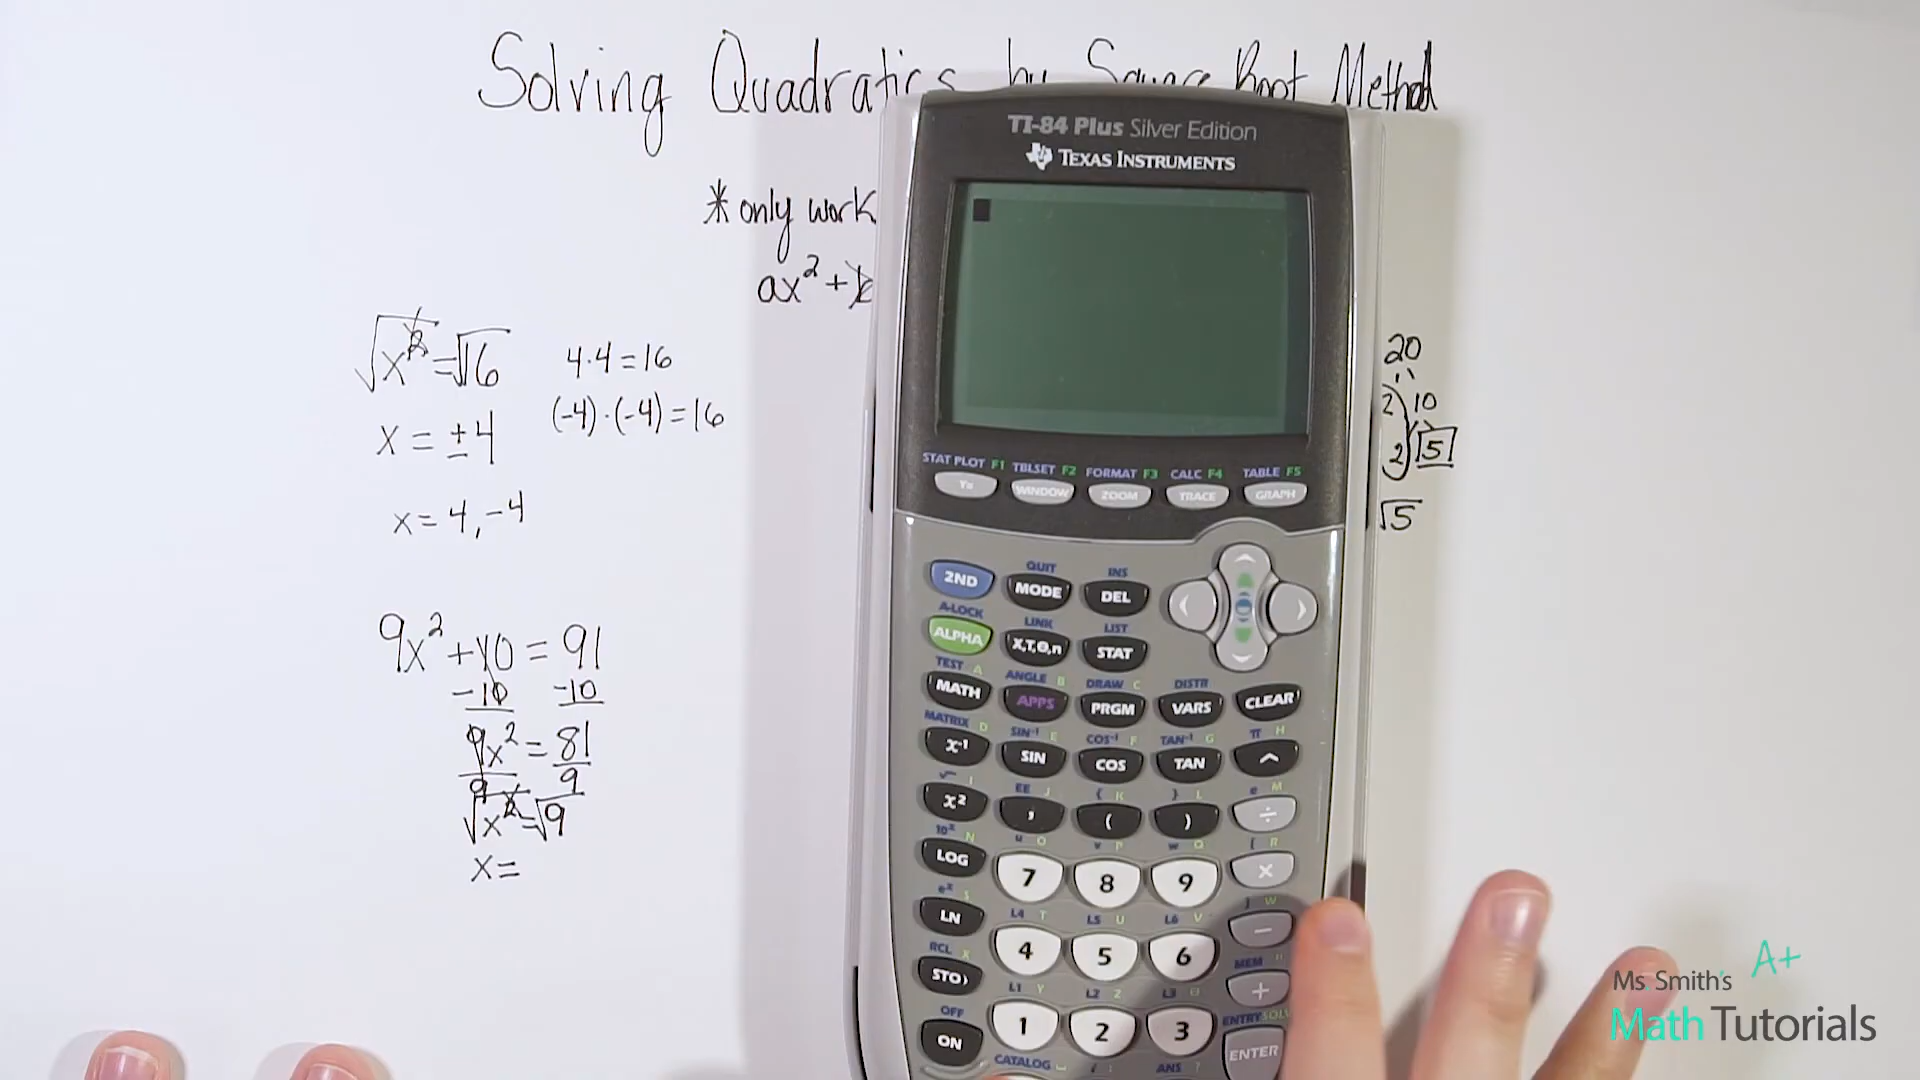 Solving Quadratics by Square Root Method
* only work
ax² +
√x² = √16
x = ±4
x = 4, -4
4·4 = 16
(-4)·(-4) = 16
9x² + 10 = 91
-10 -10
9x² = 81
9 9
√x² = √9
x =
20
2 10
2 5
√5
TI-84 Plus Silver Edition
TEXAS INSTRUMENTS
STAT PLOT F1 TBLSET F2 FORMAT F3 CALC F4 TABLE F5
Y= WINDOW ZOOM TRACE GRAPH
QUIT INS
2ND MODE DEL
A-LOCK LINK LIST
ALPHA X,T,Θ,n STAT
TEST A ANGLE B DRAW C DISTR
MATH APPS PRGM VARS CLEAR
MATRIX D SIN⁻¹ E COS⁻¹ F TAN⁻¹ G π H
x⁻¹ SIN COS TAN ^
√ I EE J { K } L e M
x² , ( ) ÷
10ˣ N u O v P w Q [ R
LOG 7 8 9 ×
eˣ S L4 T L5 U L6 V ] W
LN 4 5 6 −
RCL X L1 Y L2 Z L3 θ MEM "
STO› 1 2 3 +
OFF ENTRY SOLV
ON ENTER
CATALOG i : ANS ?
Ms. Smith's A+
Math Tutorials